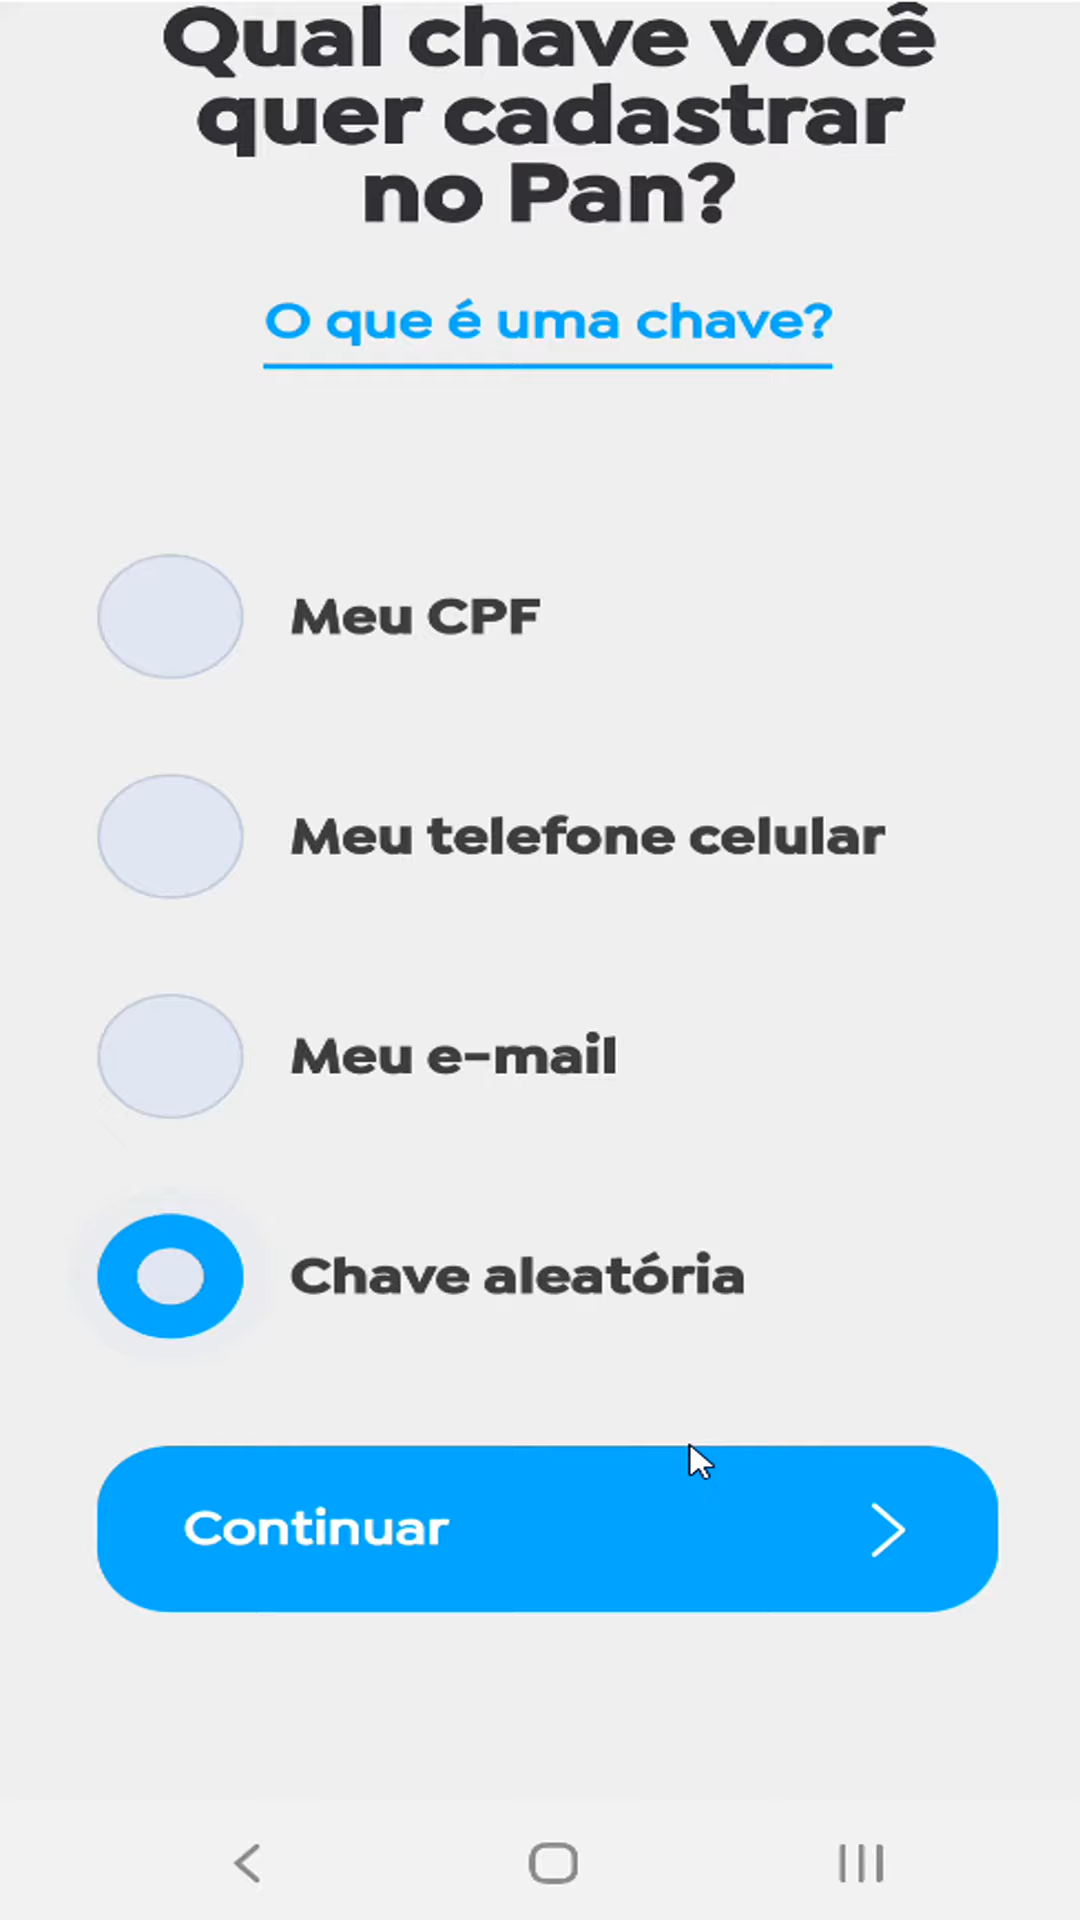 Qual chave você
quer cadastrar
no Pan?
O que é uma chave?
Meu CPF
Meu telefone celular
Meu e-mail
Chave aleatória
Continuar